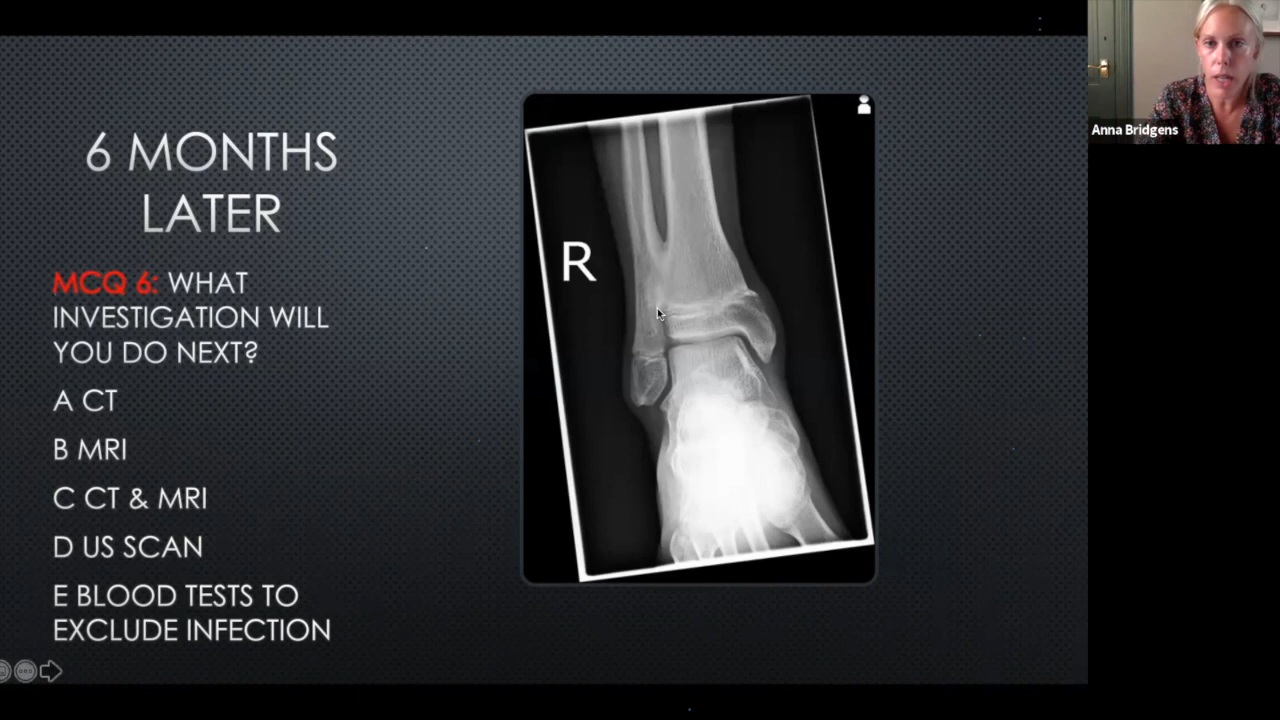 6 MONTHS
LATER
MCQ 6: WHAT
INVESTIGATION WILL
YOU DO NEXT?
A CT
B MRI
C CT & MRI
D US SCAN
E BLOOD TESTS TO
EXCLUDE INFECTION
R
Anna Bridgens